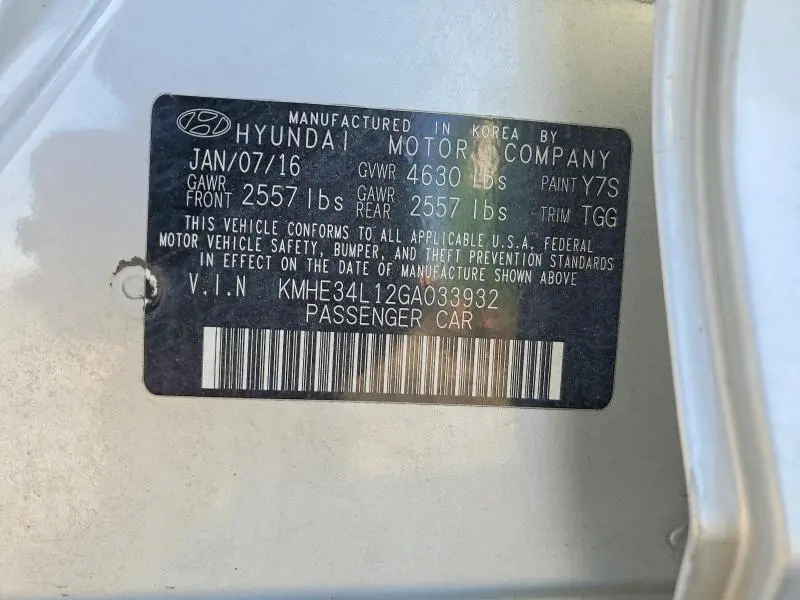 MANUFACTURED IN KOREA BY
HYUNDAI MOTOR COMPANY
JAN/07/16 GVWR 4630 lbs PAINT Y7S
GAWR FRONT 2557 lbs GAWR REAR 2557 lbs TRIM TGG
THIS VEHICLE CONFORMS TO ALL APPLICABLE U.S.A. FEDERAL
MOTOR VEHICLE SAFETY, BUMPER, AND THEFT PREVENTION STANDARDS
IN EFFECT ON THE DATE OF MANUFACTURE SHOWN ABOVE
V.I.N KMHE34L12GA033932
PASSENGER CAR